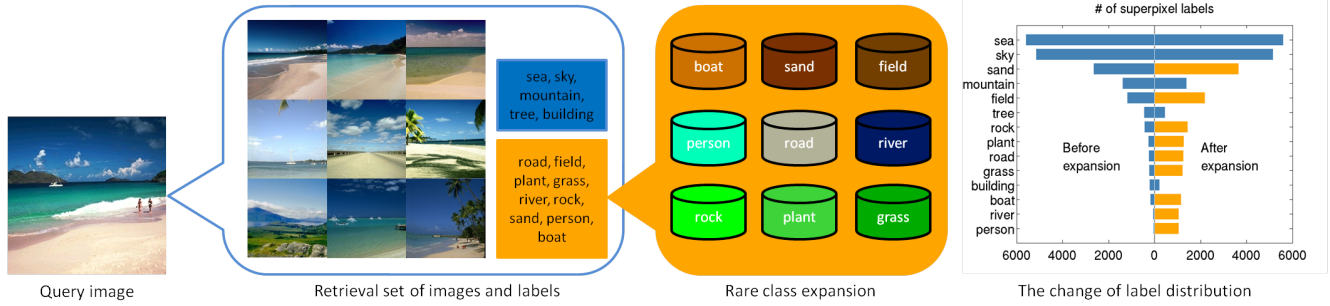 sea, sky,
mountain,
tree, building
road, field,
plant, grass,
river, rock,
sand, person,
boat
boat
sand
field
person
road
river
rock
plant
grass
# of superpixel labels
sea
sky
sand
mountain
field
tree
rock
plant
road
grass
building
boat
river
person
Before
expansion
After
expansion
6000 4000 2000 0 2000 4000 6000
Query image
Retrieval set of images and labels
Rare class expansion
The change of label distribution